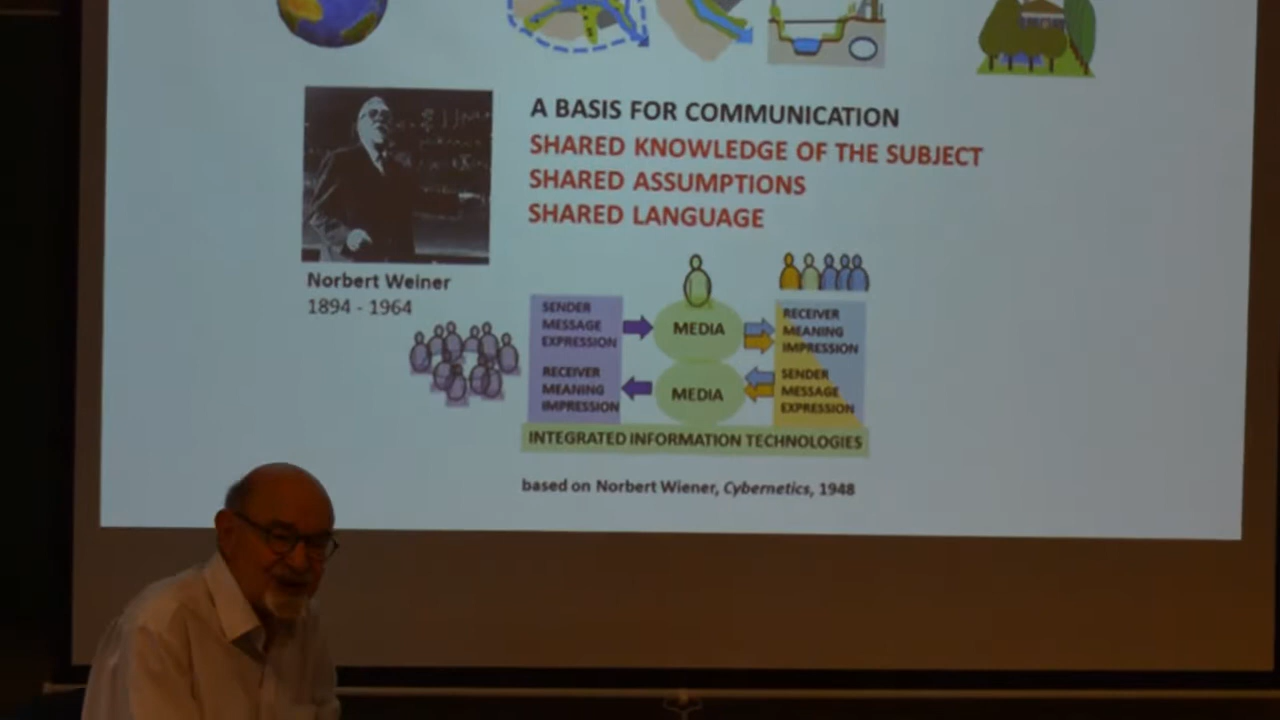 A BASIS FOR COMMUNICATION
SHARED KNOWLEDGE OF THE SUBJECT
SHARED ASSUMPTIONS
SHARED LANGUAGE
Norbert Weiner
1894 - 1964
SENDER
MESSAGE
EXPRESSION
MEDIA
RECEIVER
MEANING
IMPRESSION
RECEIVER
MEANING
IMPRESSION
MEDIA
SENDER
MESSAGE
EXPRESSION
INTEGRATED INFORMATION TECHNOLOGIES
based on Norbert Wiener, Cybernetics, 1948